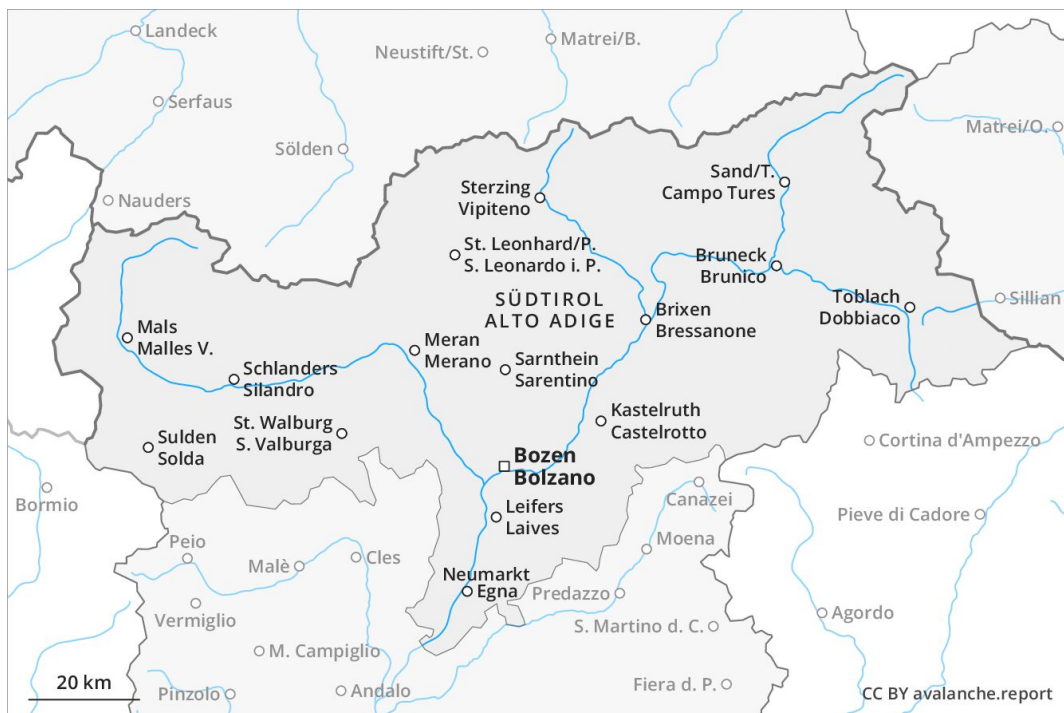 Landeck
Neustift/St.
Matrei/B.
Serfaus
Matrei/O.
Sölden
Sand/T.
Campo Tures
Sterzing
Vipiteno
Nauders
St. Leonhard/P.
S. Leonardo i. P.
Bruneck
Brunico
SÜDTIROL
ALTO ADIGE
Toblach
Dobbiaco
Sillian
Brixen
Bressanone
Mals
Malles V.
Meran
Merano
Schlanders
Silandro
Sarnthein
Sarentino
St. Walburg
S. Valburga
Kastelruth
Castelrotto
Sulden
Solda
Cortina d'Ampezzo
Bozen
Bolzano
Bormio
Canazei
Leifers
Laives
Pieve di Cadore
Moena
Peio
Malè
Cles
Neumarkt
Egna
Predazzo
Vermiglio
Agordo
S. Martino d. C.
M. Campiglio
20 km
Pinzolo
Andalo
Fiera d. P.
CC BY avalanche.report